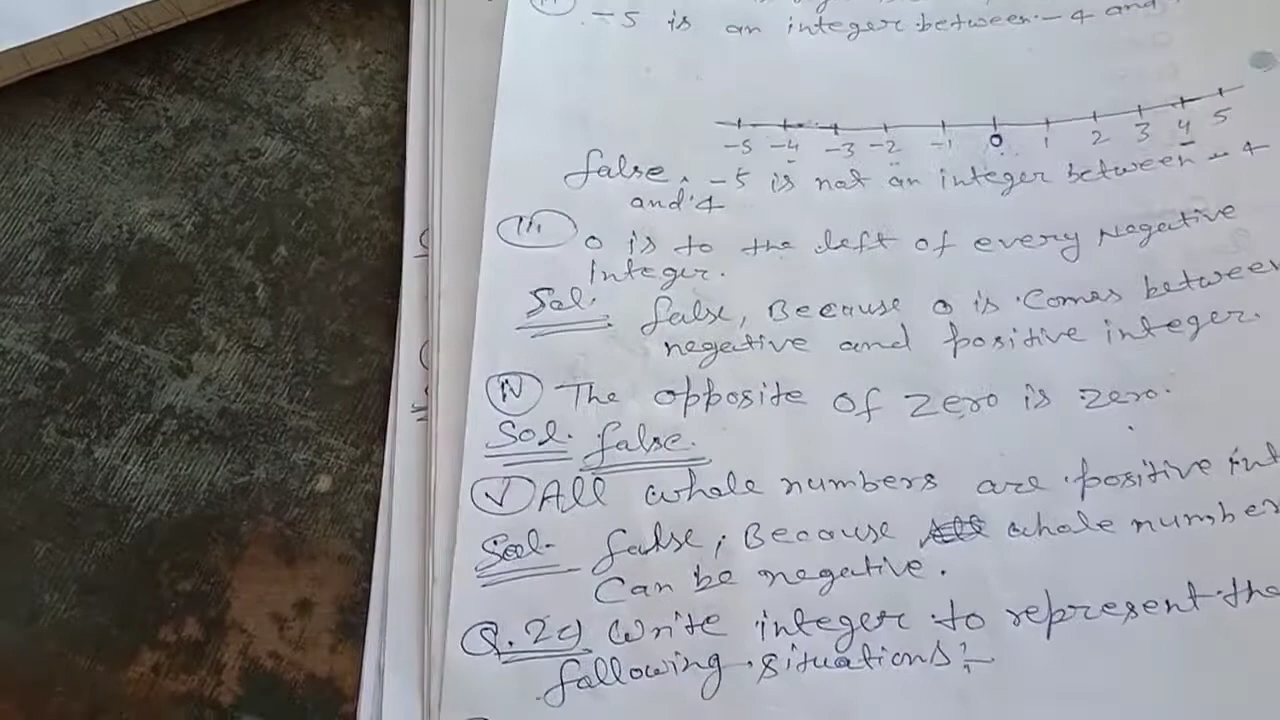 -5 is an integer between -4 and
-5 -4 -3 -2 -1 0 1 2 3 4 5
false. -5 is not an integer between -4
and 4
(iii) 0 is to the left of every Negative
Integer.
Sol. false, Because 0 is comes between
negative and positive integer.
(IV) The opposite of zero is zero.
Sol. false.
(V) All whole numbers are positive int
Sol. false, Because whole number
Can be negative.
Q.2c) Write integer to represent the
following situations:-